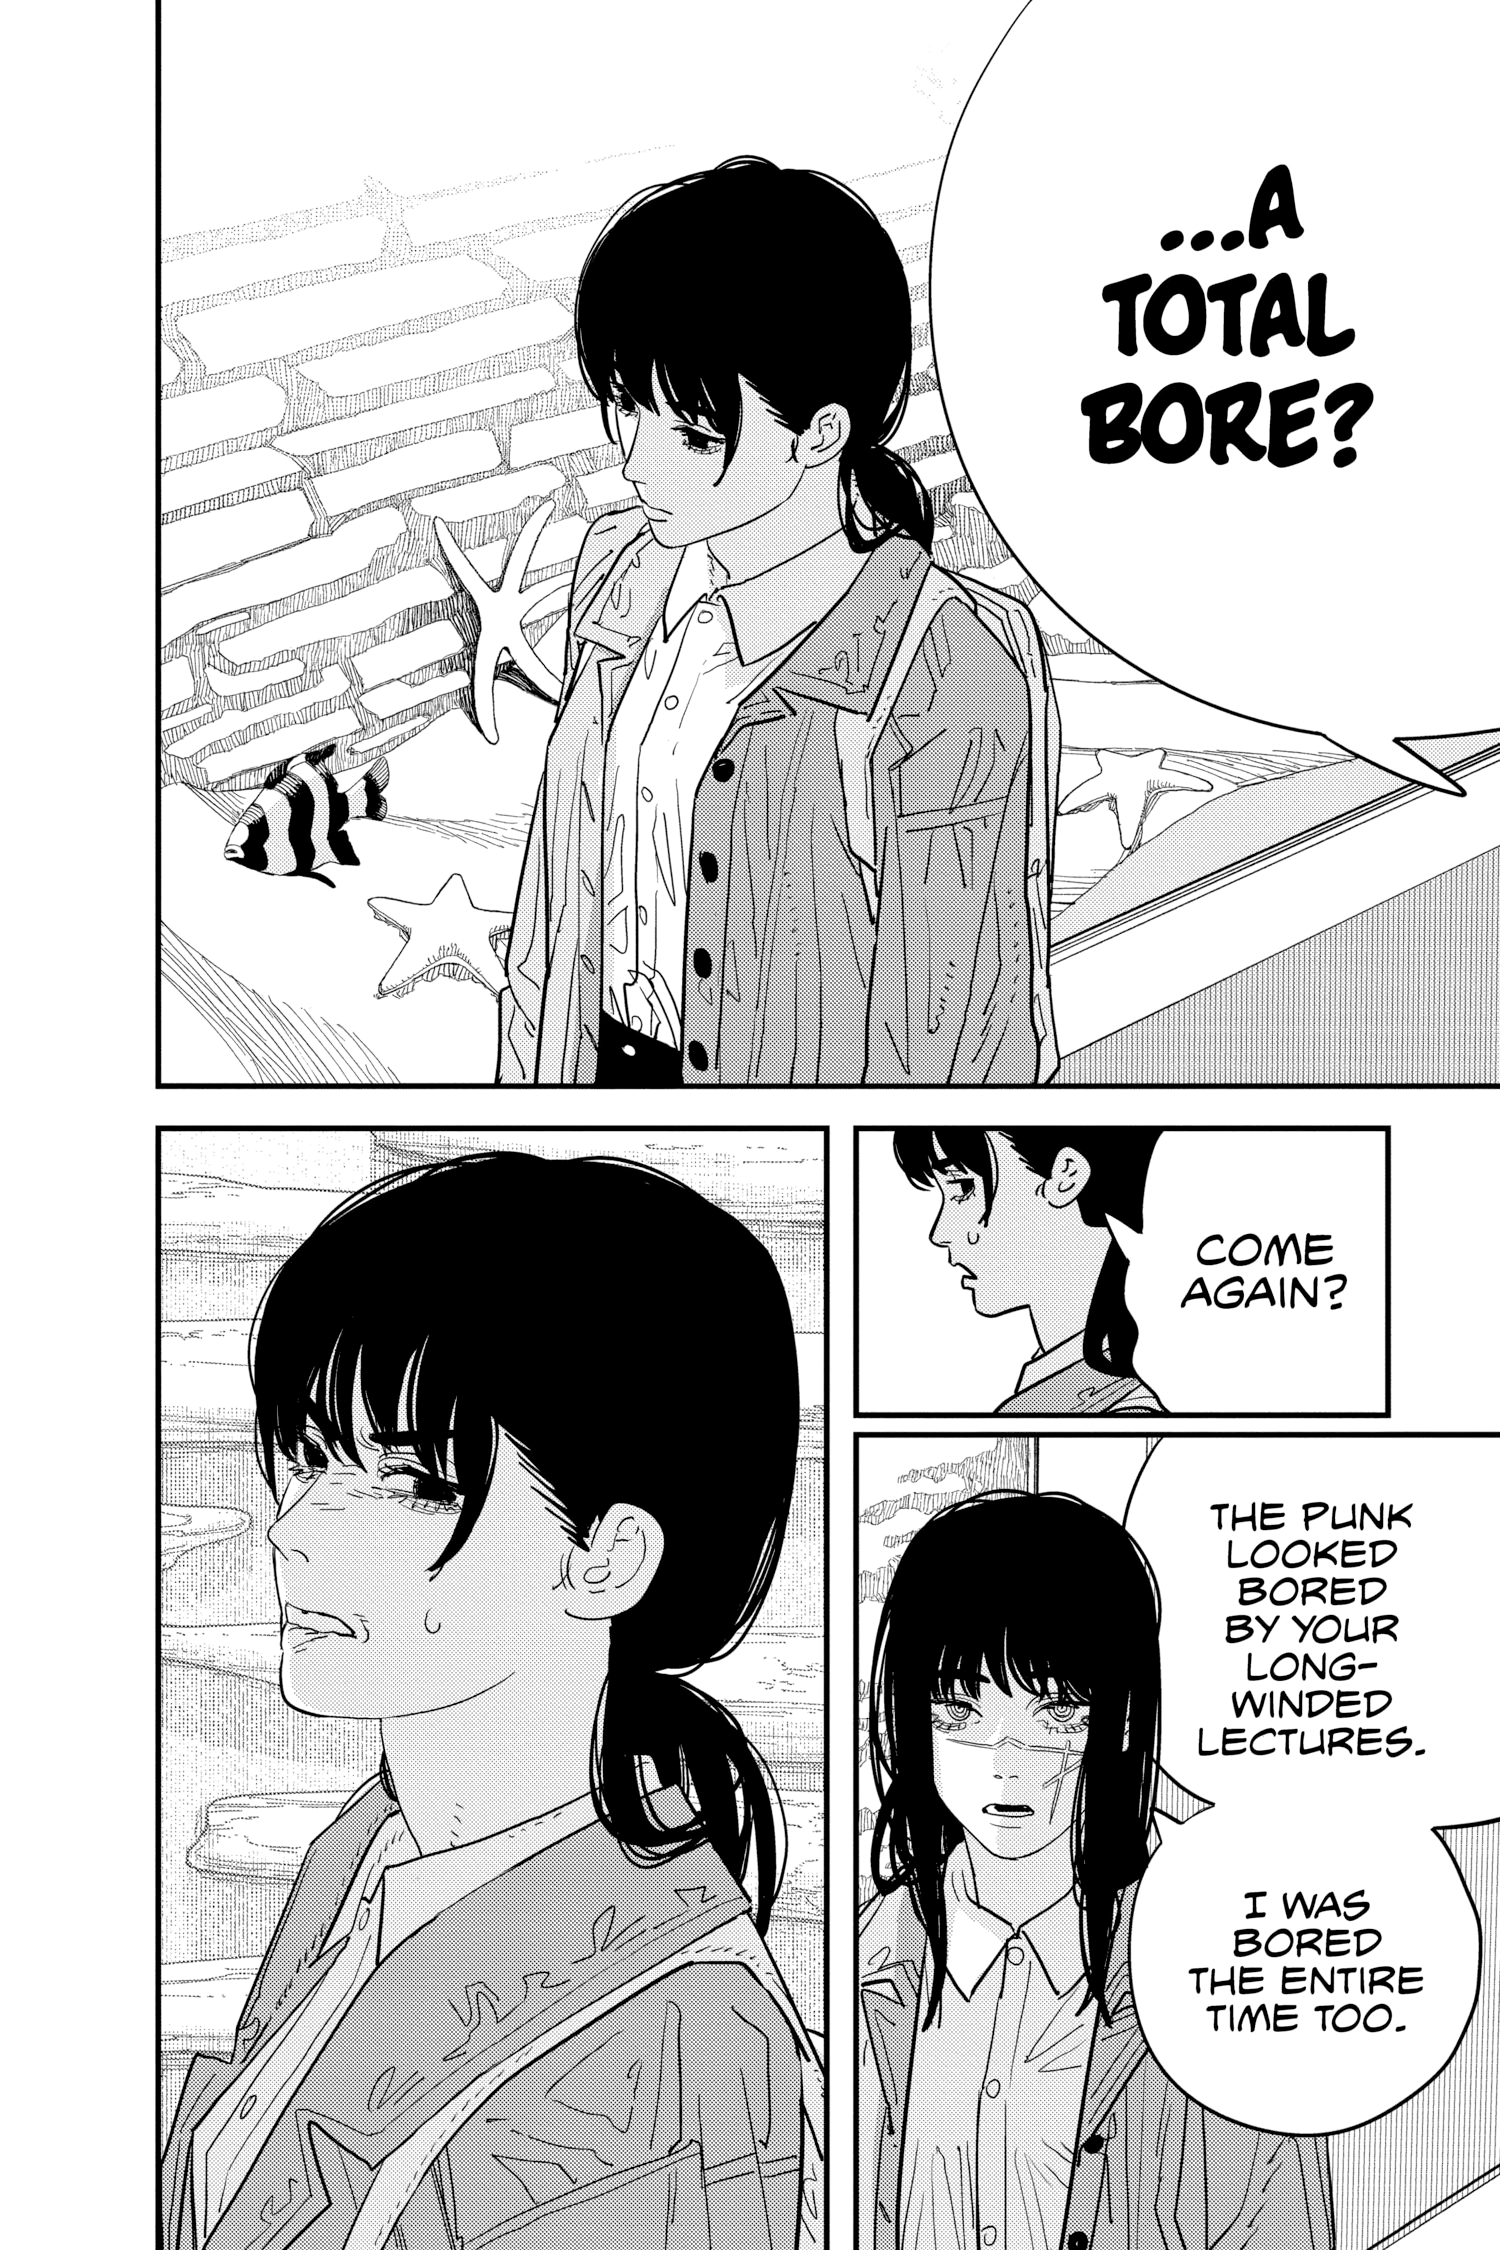 ...A
TOTAL
BORE?
COME
AGAIN?
THE PUNK
LOOKED
BORED
BY YOUR
LONG-
WINDED
LECTURES.
I WAS
BORED
THE ENTIRE
TIME TOO.